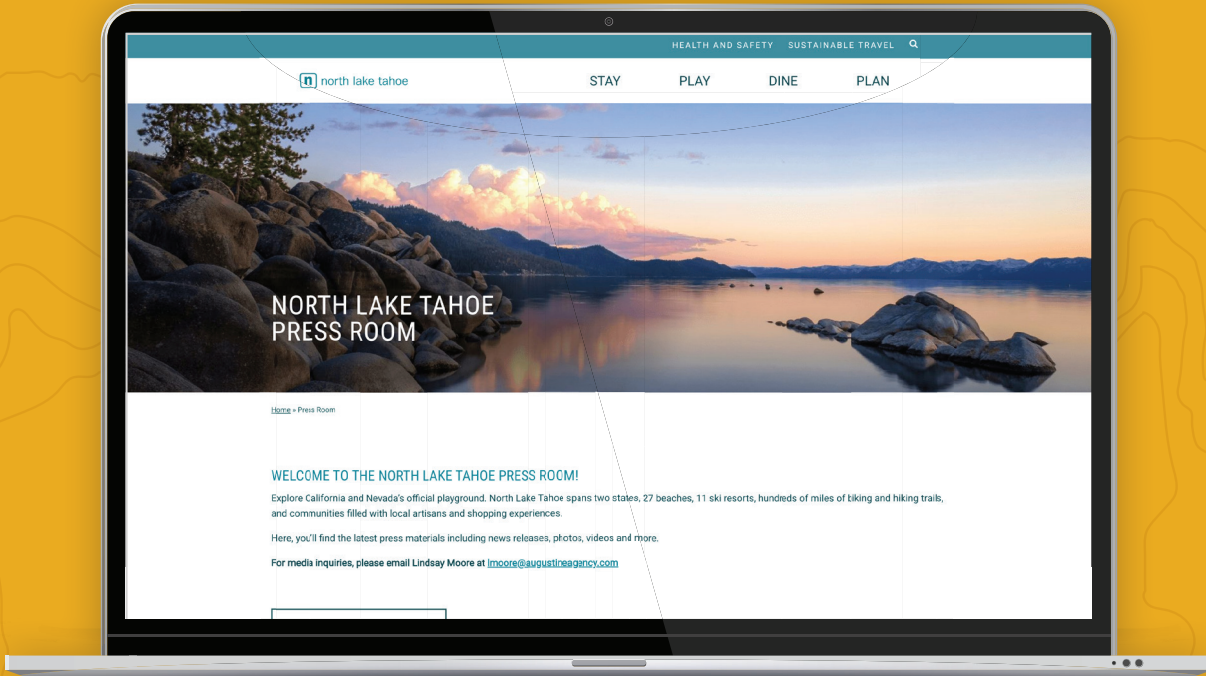 HEALTH AND SAFETY SUSTAINABLE TRAVEL
north lake tahoe STAY PLAY DINE PLAN
NORTH LAKE TAHOE
PRESS ROOM
Home » Press Room
WELCOME TO THE NORTH LAKE TAHOE PRESS ROOM!
Explore California and Nevada's official playground. North Lake Tahoe spans two states, 27 beaches, 11 ski resorts, hundreds of miles of biking and hiking trails,
and communities filled with local artisans and shopping experiences.
Here, you'll find the latest press materials including news releases, photos, videos and more.
For media inquiries, please email Lindsay Moore at lmoore@augustineagency.com